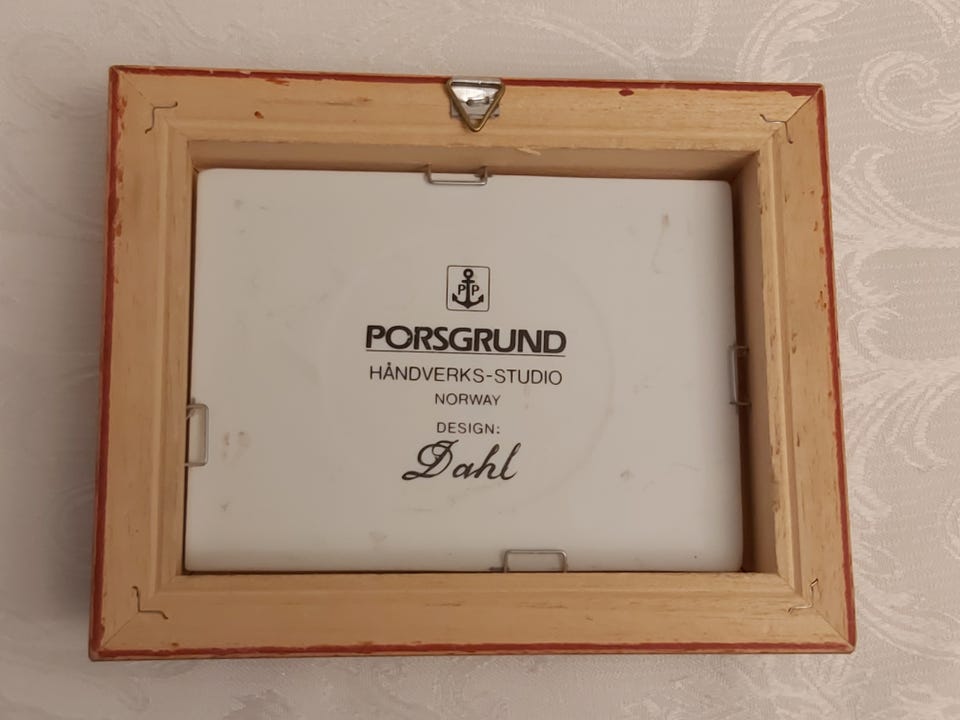 P P
PORSGRUND
HÅNDVERKS-STUDIO
NORWAY
DESIGN:
Dahl